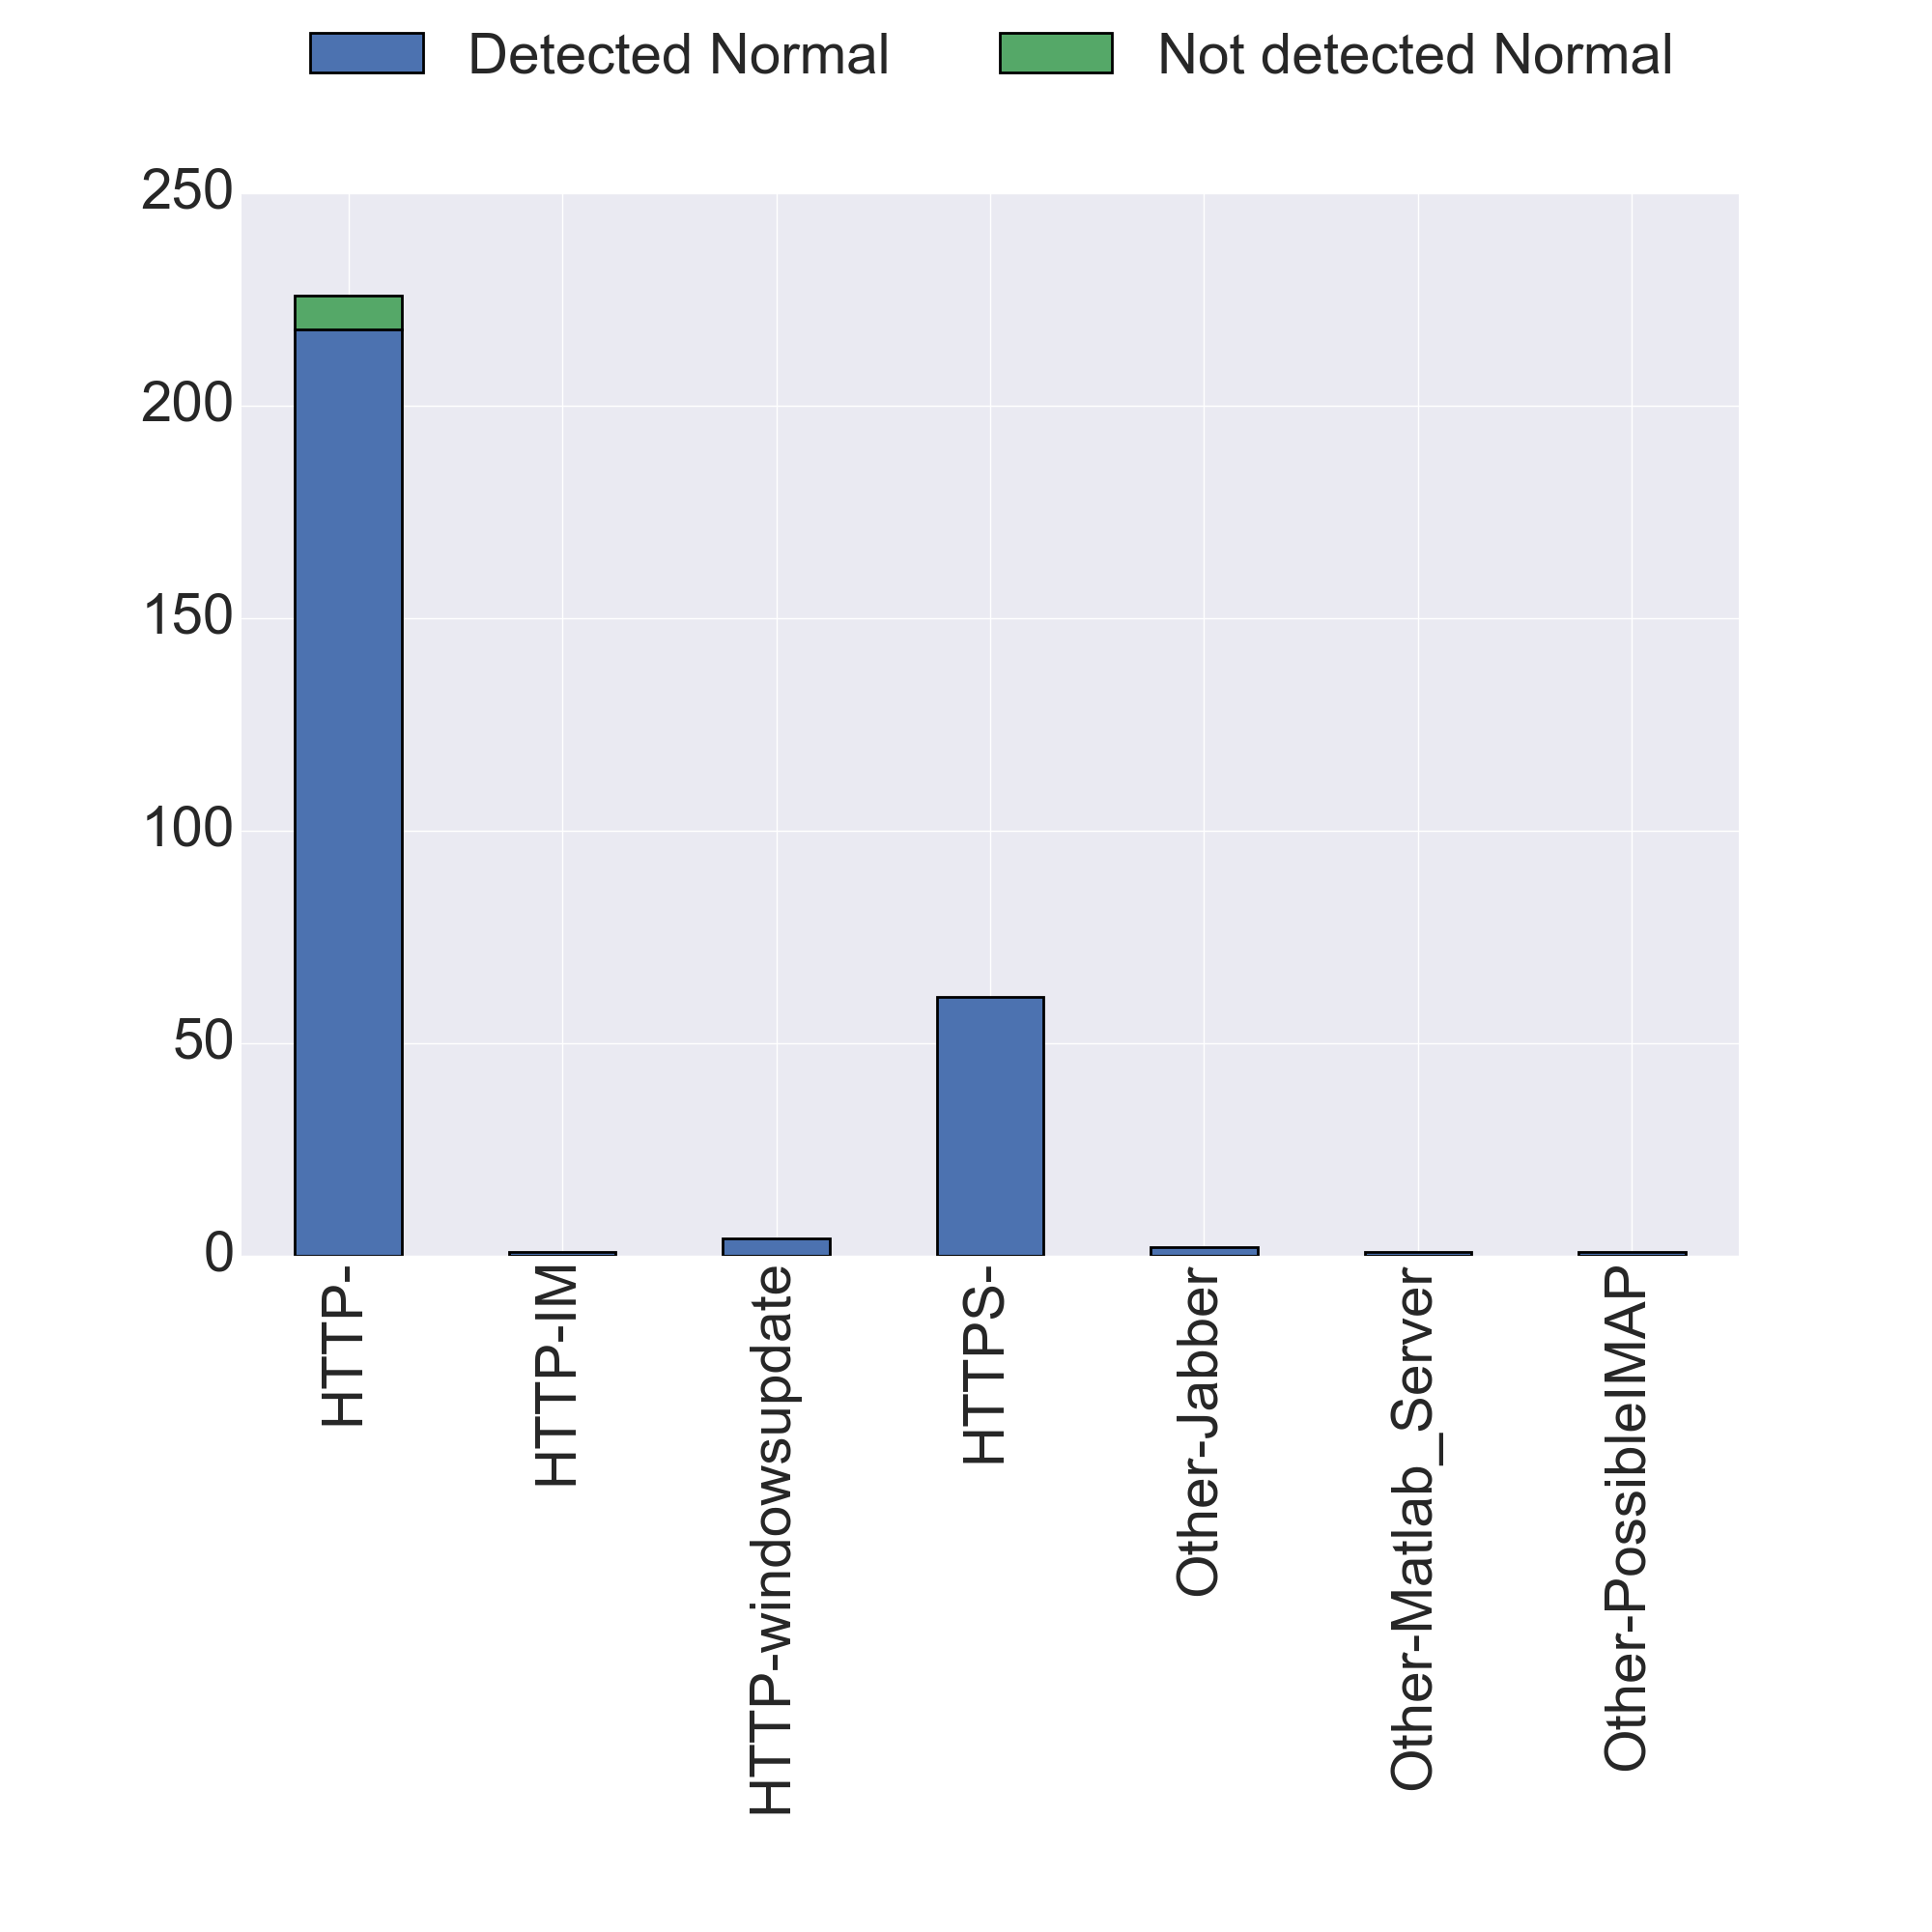 Detected Normal
Not detected Normal
250
200
150
100
50
0
HTTP-
HTTP-IM
HTTP-windowsupdate
HTTPS-
Other-Jabber
Other-Matlab_Server
Other-PossibleIMAP